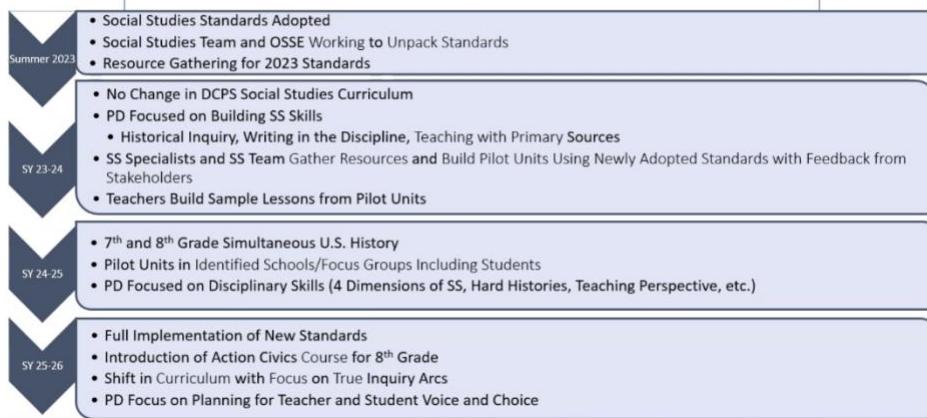 Summer 2023
• Social Studies Standards Adopted
• Social Studies Team and OSSE Working to Unpack Standards
• Resource Gathering for 2023 Standards
SY 23-24
• No Change in DCPS Social Studies Curriculum
• PD Focused on Building SS Skills
• Historical Inquiry, Writing in the Discipline, Teaching with Primary Sources
• SS Specialists and SS Team Gather Resources and Build Pilot Units Using Newly Adopted Standards with Feedback from
Stakeholders
• Teachers Build Sample Lessons from Pilot Units
SY 24-25
• 7th and 8th Grade Simultaneous U.S. History
• Pilot Units in Identified Schools/Focus Groups Including Students
• PD Focused on Disciplinary Skills (4 Dimensions of SS, Hard Histories, Teaching Perspective, etc.)
SY 25-26
• Full Implementation of New Standards
• Introduction of Action Civics Course for 8th Grade
• Shift in Curriculum with Focus on True Inquiry Arcs
• PD Focus on Planning for Teacher and Student Voice and Choice